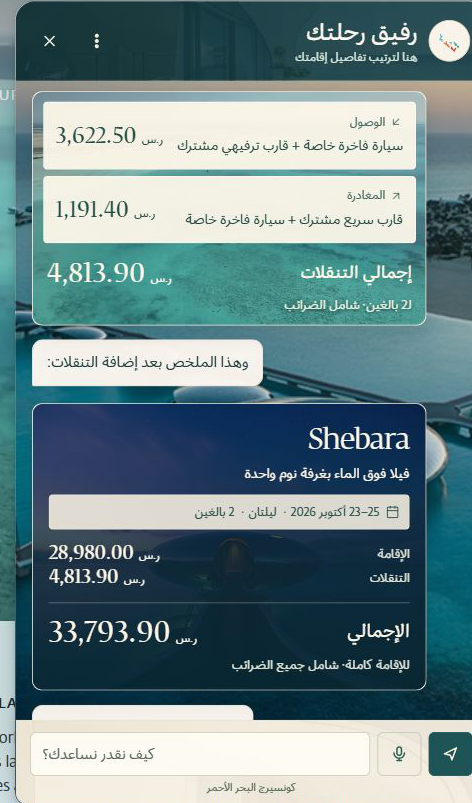 رفيق رحلتك
هنا لترتيب تفاصيل إقامتك
الوصول
سيارة فاخرة خاصة + قارب ترفيهي مشترك
3,622.50 ر.س
المغادرة
قارب سريع مشترك + سيارة فاخرة خاصة
1,191.40 ر.س
إجمالي التنقلات
4,813.90 ر.س
لـ2 بالغين· شامل الضرائب
وهذا الملخص بعد إضافة التنقلات:
Shebara
فيلا فوق الماء بغرفة نوم واحدة
23–25 أكتوبر 2026 · ليلتان · 2 بالغين
الإقامة 28,980.00 ر.س
التنقلات 4,813.90 ر.س
الإجمالي 33,793.90 ر.س
للإقامة كاملة· شامل جميع الضرائب
كيف نقدر نساعدك؟
كونسيرج البحر الأحمر